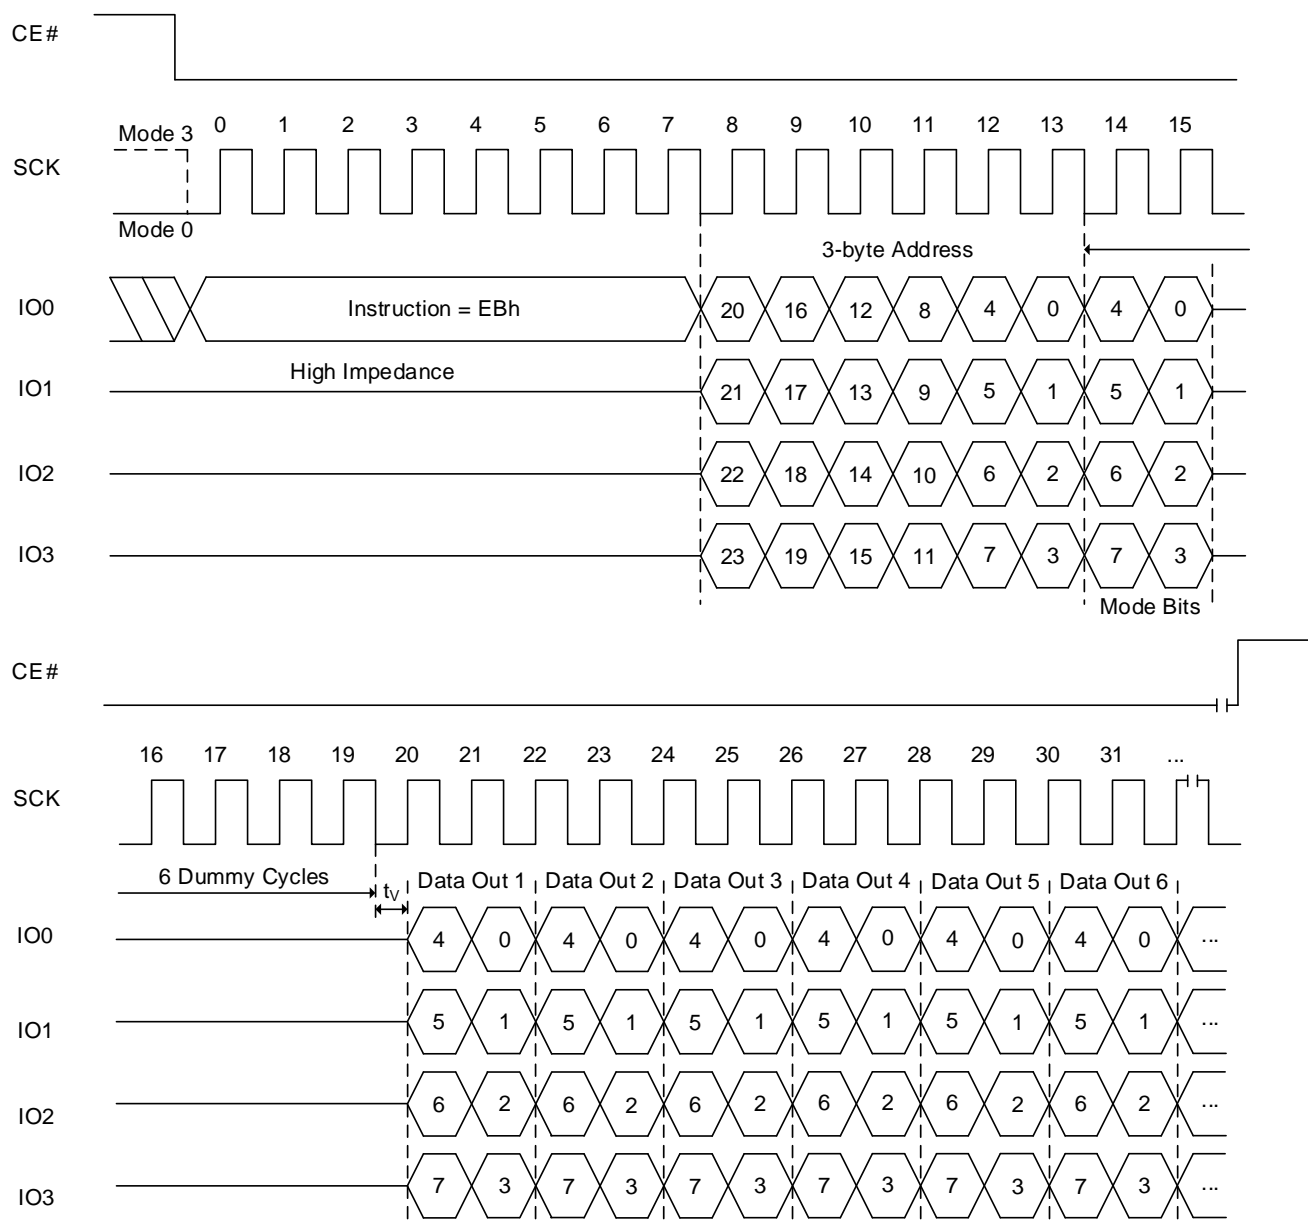 CE#
Mode 3 0 1 2 3 4 5 6 7 8 9 10 11 12 13 14 15
SCK
Mode 0
3-byte Address
IO0 Instruction = EBh 20 16 12 8 4 0 4 0
High Impedance
IO1 21 17 13 9 5 1 5 1
IO2 22 18 14 10 6 2 6 2
IO3 23 19 15 11 7 3 7 3
Mode Bits
CE#
16 17 18 19 20 21 22 23 24 25 26 27 28 29 30 31 ...
SCK
6 Dummy Cycles tV Data Out 1 Data Out 2 Data Out 3 Data Out 4 Data Out 5 Data Out 6
IO0 4 0 4 0 4 0 4 0 4 0 4 0 ...
IO1 5 1 5 1 5 1 5 1 5 1 5 1 ...
IO2 6 2 6 2 6 2 6 2 6 2 6 2 ...
IO3 7 3 7 3 7 3 7 3 7 3 7 3 ...